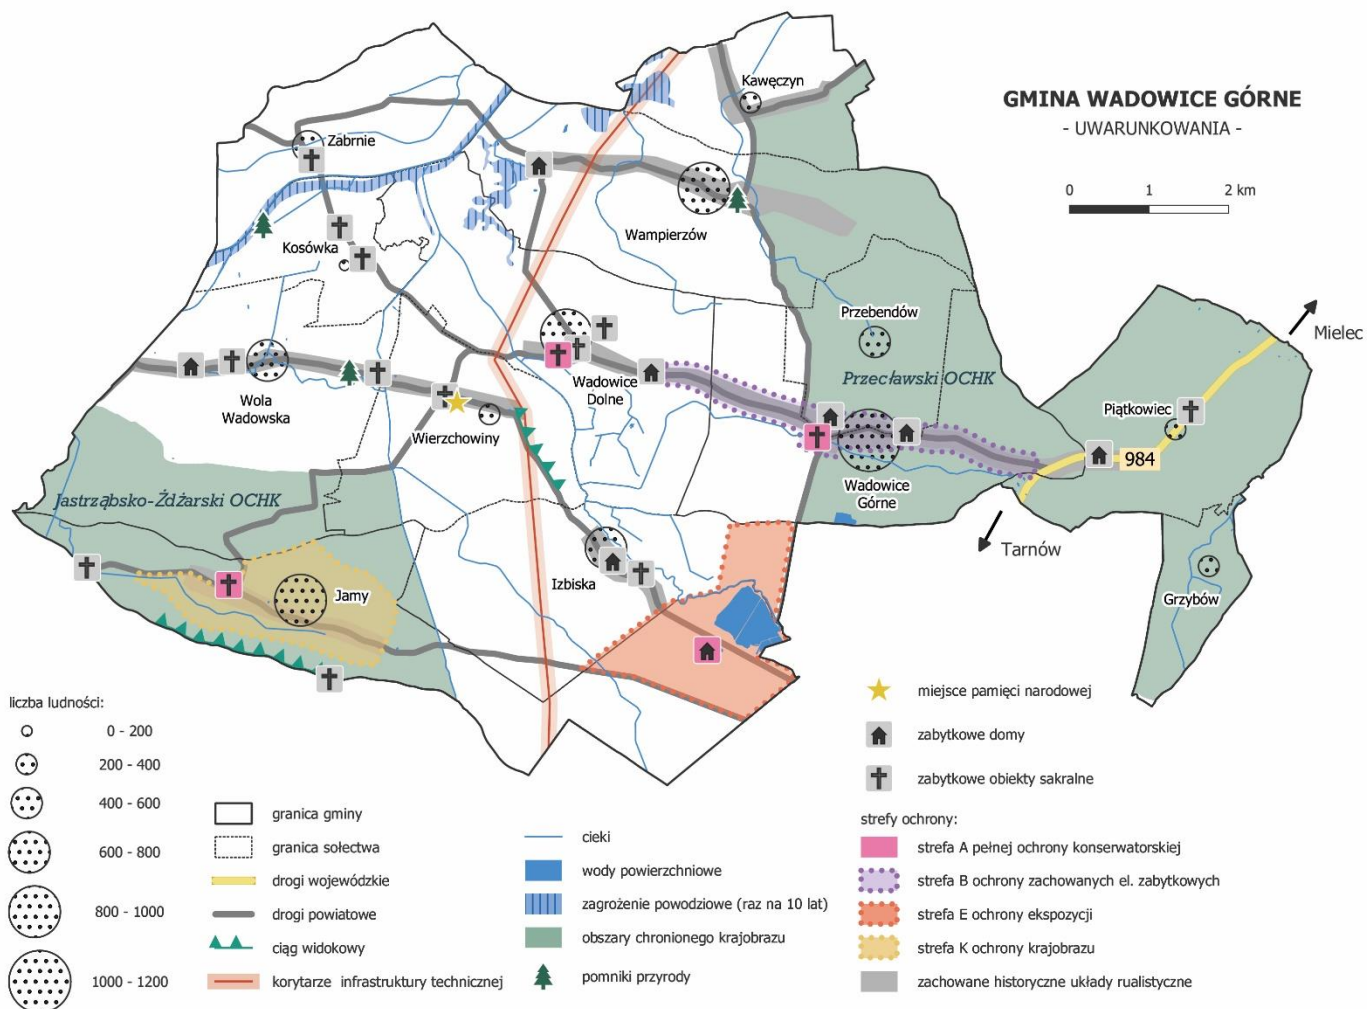 GMINA WADOWICE GÓRNE
- UWARUNKOWANIA -
0 1 2 km
Kawęczyn
Zabrnie
Wampierzów
Kosówka
Przebendów
Mielec
Przecławski OCHK
Wadowice
Dolne
Wola
Wadowska
Wierzchowiny
Piątkowiec
984
Wadowice
Górne
Jastrząbsko-Żdżarski OCHK
Tarnów
Izbiska
Jamy
Grzybów
liczba ludności:
0 - 200
200 - 400
400 - 600
600 - 800
800 - 1000
1000 - 1200
granica gminy
granica sołectwa
drogi wojewódzkie
drogi powiatowe
ciąg widokowy
korytarze infrastruktury technicznej
cieki
wody powierzchniowe
zagrożenie powodziowe (raz na 10 lat)
obszary chronionego krajobrazu
pomniki przyrody
miejsce pamięci narodowej
zabytkowe domy
zabytkowe obiekty sakralne
strefy ochrony:
strefa A pełnej ochrony konserwatorskiej
strefa B ochrony zachowanych el. zabytkowych
strefa E ochrony ekspozycji
strefa K ochrony krajobrazu
zachowane historyczne układy ruralistyczne